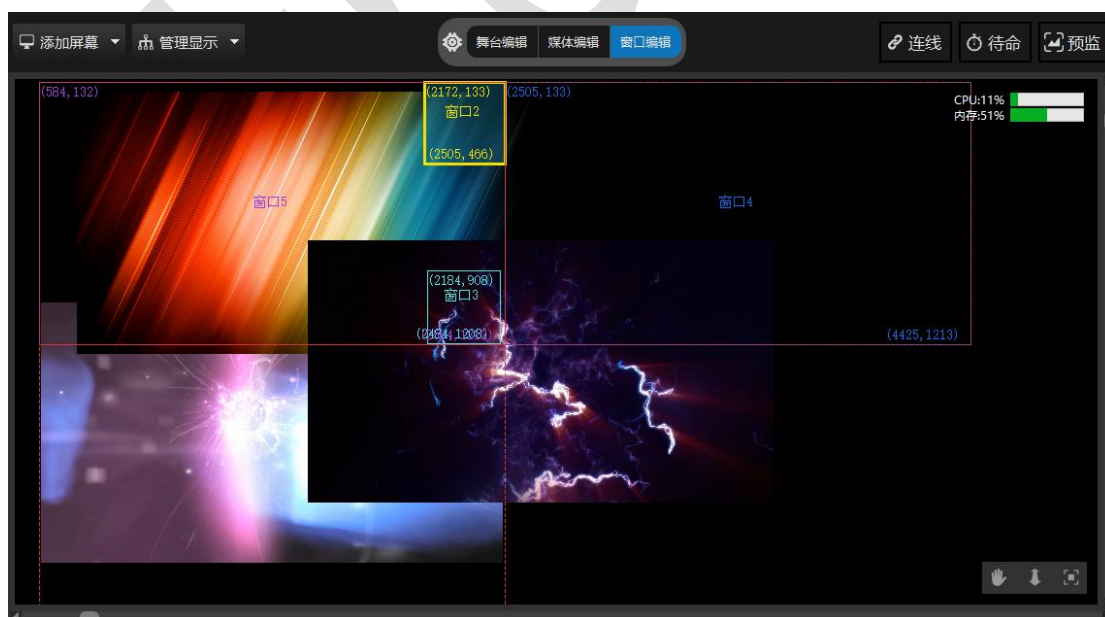 添加屏幕
管理显示
舞台编辑
媒体编辑
窗口编辑
连线
待命
预监
(584, 132)
(2172, 133)
(2505, 133)
窗口2
CPU:11%
内存:51%
(2505, 466)
窗口5
窗口4
(2184, 908)
窗口3
(4425, 1213)